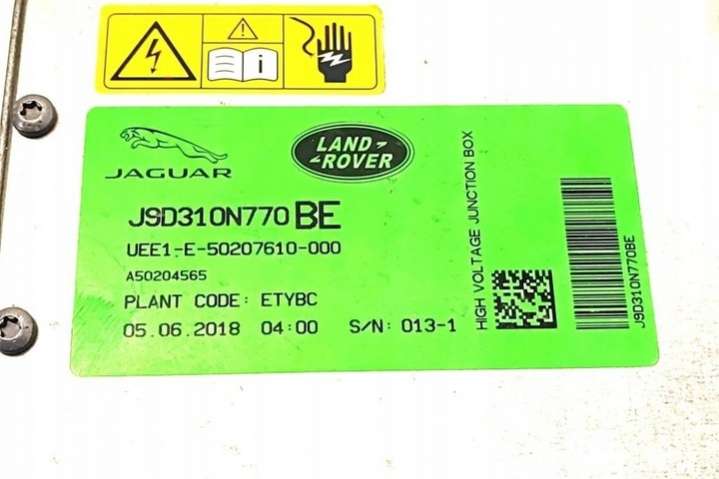 JAGUAR
LAND
ROVER
J9D310N770 BE
UEE1-E-50207610-000
A50204565
PLANT CODE: ETYBC
05.06.2018 04:00 S/N: 013-1
HIGH VOLTAGE JUNCTION BOX
J9D310N770BE